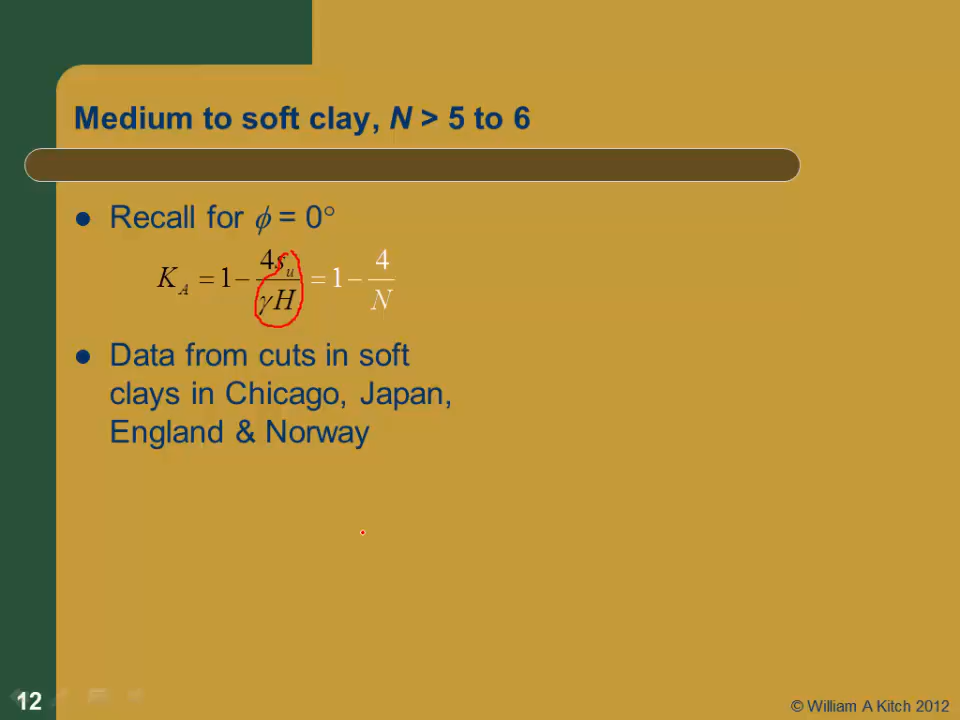 Medium to soft clay, N > 5 to 6
Recall for ϕ = 0°
K_A = 1 − 4s_u / γH = 1 − 4 / N
Data from cuts in soft
clays in Chicago, Japan,
England & Norway
12
© William A Kitch 2012